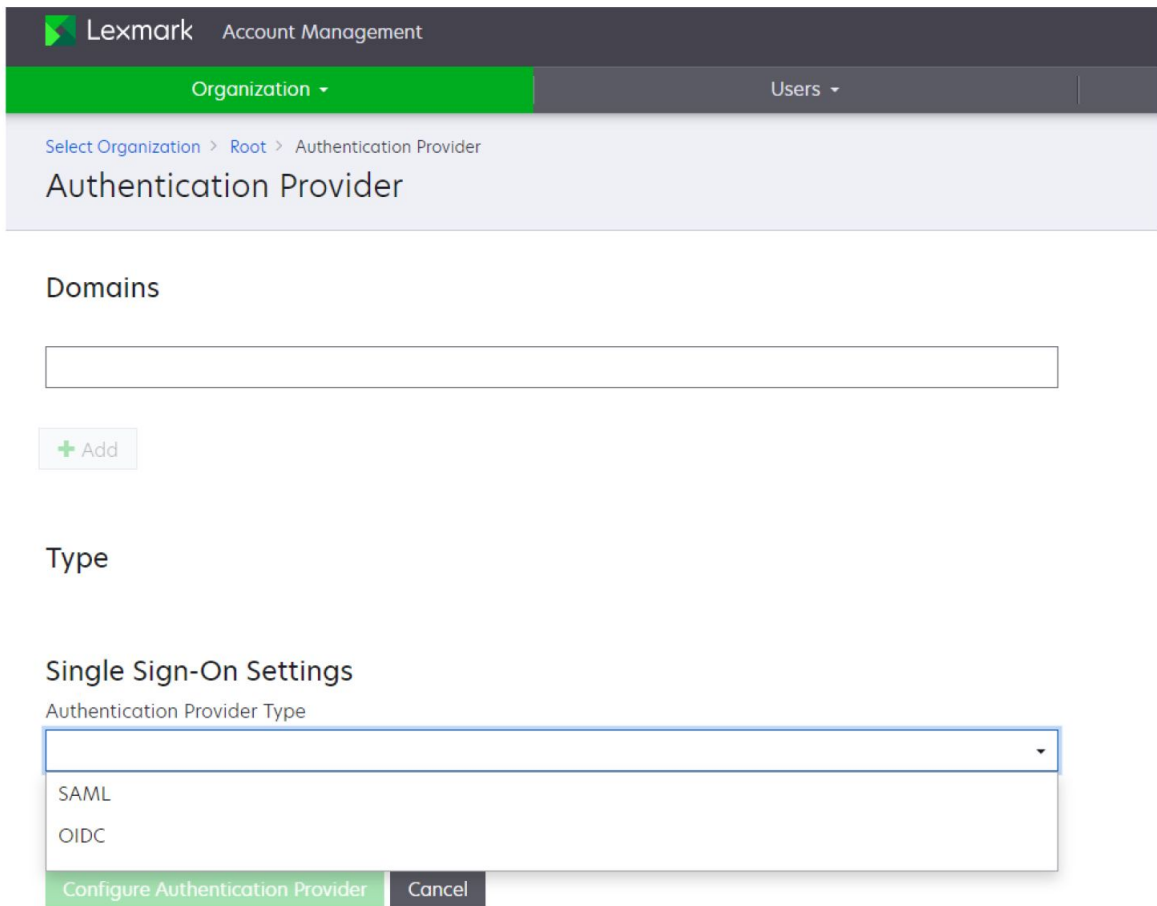 Lexmark Account Management
Organization Users
Select Organization > Root > Authentication Provider
Authentication Provider
Domains
+ Add
Type
Single Sign-On Settings
Authentication Provider Type
SAML
OIDC
Configure Authentication Provider Cancel